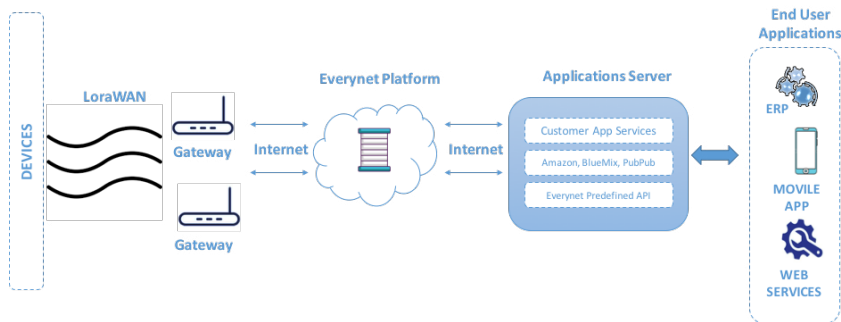 DEVICES
LoraWAN
Gateway
Gateway
Internet
Everynet Platform
Internet
Applications Server
Customer App Services
Amazon, BlueMix, PubPub
Everynet Predefined API
End User
Applications
ERP
MOVILE
APP
WEB
SERVICES